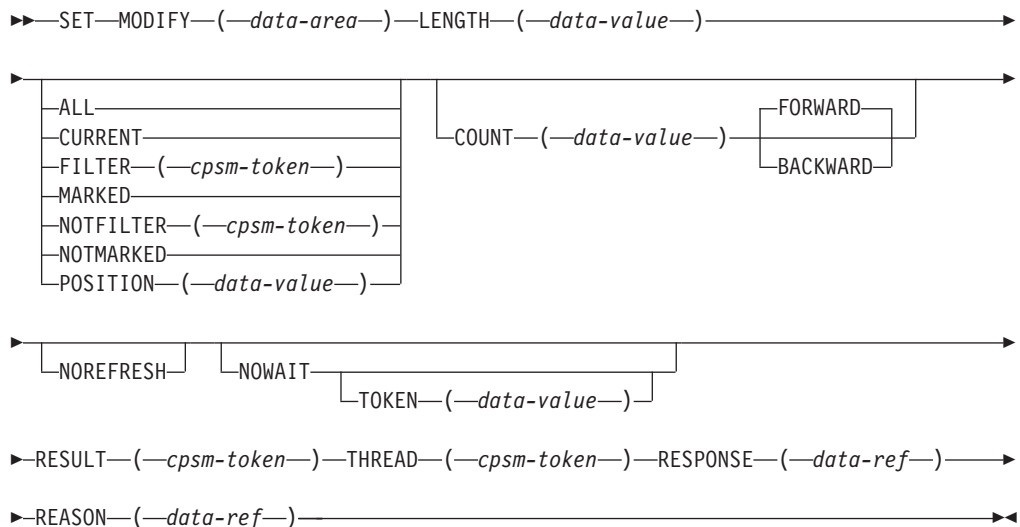 SET MODIFY ( data-area ) LENGTH ( data-value )
ALL
CURRENT
FILTER ( cpsm-token )
MARKED
NOTFILTER ( cpsm-token )
NOTMARKED
POSITION ( data-value )
COUNT ( data-value )
FORWARD
BACKWARD
NOREFRESH
NOWAIT
TOKEN ( data-value )
RESULT ( cpsm-token ) THREAD ( cpsm-token ) RESPONSE ( data-ref )
REASON ( data-ref )